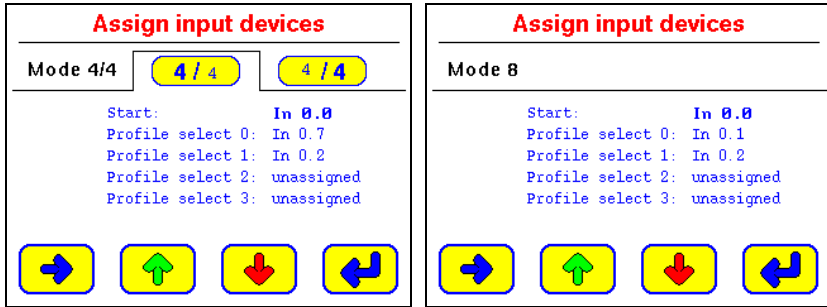 Assign input devices
Mode 4/4 4 / 4 4 / 4
Start: In 0.0
Profile select 0: In 0.7
Profile select 1: In 0.2
Profile select 2: unassigned
Profile select 3: unassigned
Assign input devices
Mode 8
Start: In 0.0
Profile select 0: In 0.1
Profile select 1: In 0.2
Profile select 2: unassigned
Profile select 3: unassigned